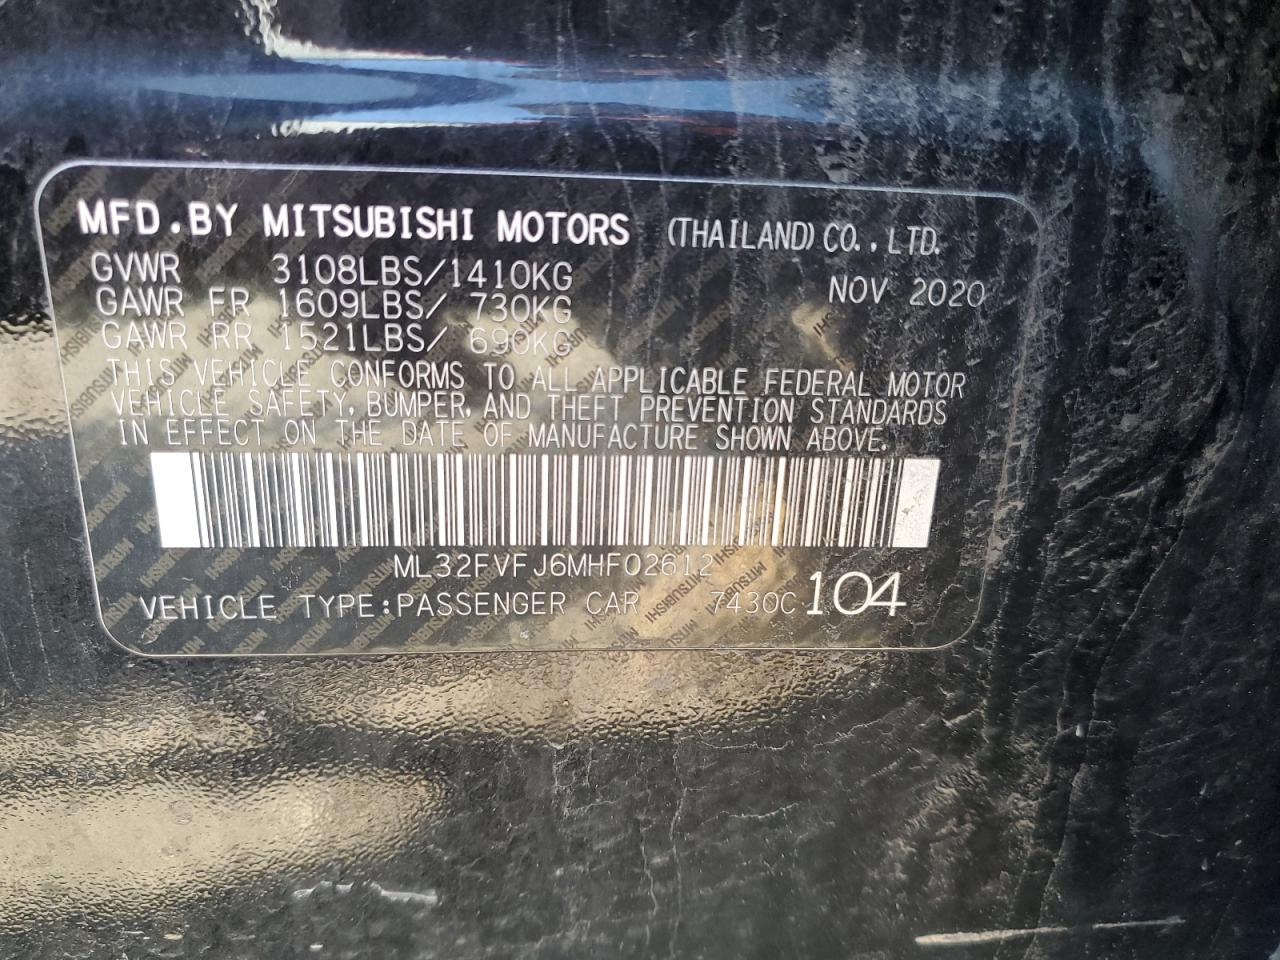 MFD.BY MITSUBISHI MOTORS (THAILAND) CO., LTD.
GVWR 3108LBS/1410KG NOV 2020
GAWR FR 1609LBS/ 730KG
GAWR RR 1521LBS/ 690KG
THIS VEHICLE CONFORMS TO ALL APPLICABLE FEDERAL MOTOR
VEHICLE SAFETY, BUMPER, AND THEFT PREVENTION STANDARDS
IN EFFECT ON THE DATE OF MANUFACTURE SHOWN ABOVE.
ML32FVFJ6MHF02612
VEHICLE TYPE:PASSENGER CAR 7430C 104